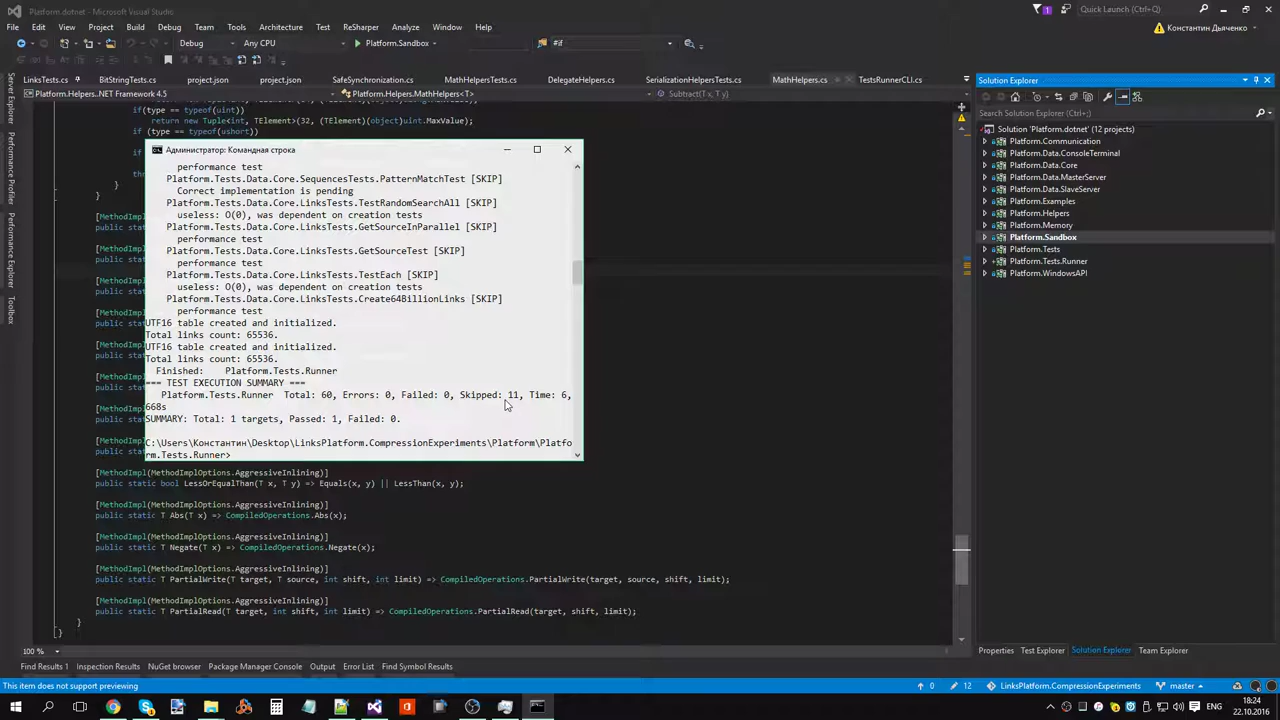 Platform.dotnet - Microsoft Visual Studio
Quick Launch (Ctrl+Q)
File Edit View Project Build Debug Team Tools Architecture Test ReSharper Analyze Window Help
Константин Дьяченко
Debug Any CPU Platform.Sandbox #if
LinksTests.cs BitStringTests.cs project.json project.json SafeSynchronization.cs MathHelpersTests.cs DelegateHelpers.cs SerializationHelpersTests.cs MathHelpers.cs TestsRunnerCLI.cs
Platform.Helpers..NET Framework 4.5 Platform.Helpers.MathHelpers<T> Subtract(T x, T y)
if(type == typeof(uint))
return new Tuple<int, TElement>(32, (TElement)(object)uint.MaxValue);
if (type == typeof(ushort))
Администратор: Командная строка
performance test
Platform.Tests.Data.Core.SequencesTests.PatternMatchTest [SKIP]
Correct implementation is pending
Platform.Tests.Data.Core.LinksTests.TestRandomSearchAll [SKIP]
useless: O(0), was dependent on creation tests
Platform.Tests.Data.Core.LinksTests.GetSourceInParallel [SKIP]
performance test
Platform.Tests.Data.Core.LinksTests.GetSourceTest [SKIP]
performance test
Platform.Tests.Data.Core.LinksTests.TestEach [SKIP]
useless: O(0), was dependent on creation tests
Platform.Tests.Data.Core.LinksTests.Create64BillionLinks [SKIP]
performance test
UTF16 table created and initialized.
Total links count: 65536.
UTF16 table created and initialized.
Total links count: 65536.
Finished: Platform.Tests.Runner
=== TEST EXECUTION SUMMARY ===
Platform.Tests.Runner Total: 60, Errors: 0, Failed: 0, Skipped: 11, Time: 6,
668s
SUMMARY: Total: 1 targets, Passed: 1, Failed: 0.
C:\Users\Константин\Desktop\LinksPlatform.CompressionExperiments\Platform\Platfo
rm.Tests.Runner>
[MethodImpl(MethodImplOptions.AggressiveInlining)]
public static bool LessOrEqualThan(T x, T y) => Equals(x, y) || LessThan(x, y);
[MethodImpl(MethodImplOptions.AggressiveInlining)]
public static T Abs(T x) => CompiledOperations.Abs(x);
[MethodImpl(MethodImplOptions.AggressiveInlining)]
public static T Negate(T x) => CompiledOperations.Negate(x);
[MethodImpl(MethodImplOptions.AggressiveInlining)]
public static T PartialWrite(T target, T source, int shift, int limit) => CompiledOperations.PartialWrite(target, source, shift, limit);
[MethodImpl(MethodImplOptions.AggressiveInlining)]
public static T PartialRead(T target, int shift, int limit) => CompiledOperations.PartialRead(target, shift, limit);
}
}
100 %
Server Explorer
Performance Profiler
Performance Explorer
Toolbox
Solution Explorer
Search Solution Explorer (Ctrl+;)
Solution 'Platform.dotnet' (12 projects)
Platform.Communication
Platform.Data.ConsoleTerminal
Platform.Data.Core
Platform.Data.MasterServer
Platform.Data.SlaveServer
Platform.Examples
Platform.Helpers
Platform.Memory
Platform.Sandbox
Platform.Tests
Platform.Tests.Runner
Platform.WindowsAPI
Properties Test Explorer Solution Explorer Team Explorer
Find Results 1 Inspection Results NuGet browser Package Manager Console Output Error List Find Symbol Results
This item does not support previewing 0 12 LinksPlatform.CompressionExperiments master
ENG
18:24
22.10.2016